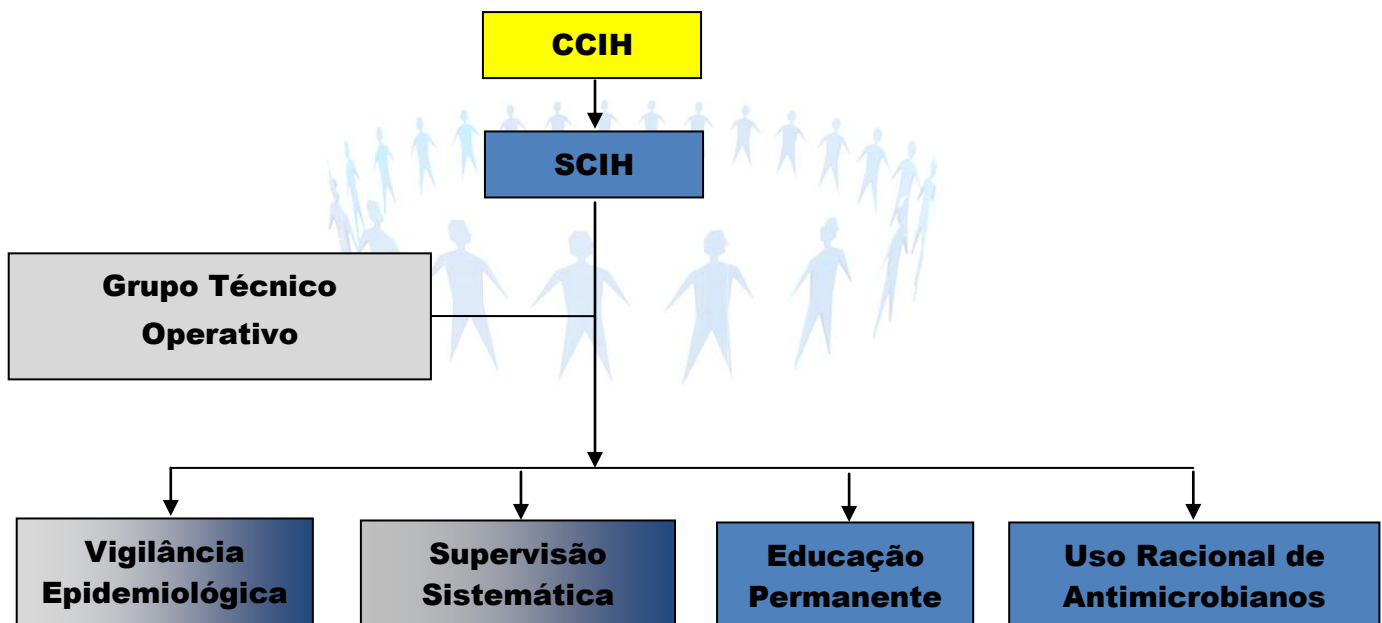 CCIH
SCIH
Grupo Técnico
Operativo
Vigilância
Epidemiológica
Supervisão
Sistemática
Educação
Permanente
Uso Racional de
Antimicrobianos